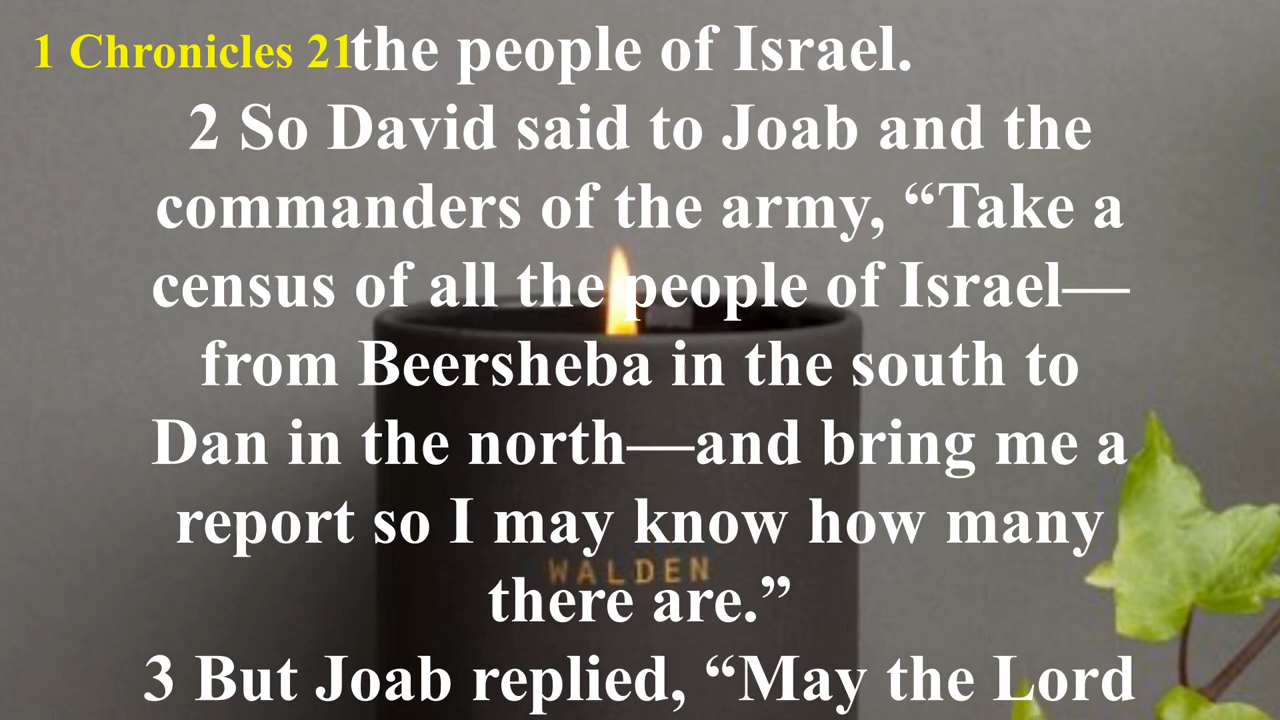 1 Chronicles 21
the people of Israel.
2 So David said to Joab and the
commanders of the army, “Take a
census of all the people of Israel—
from Beersheba in the south to
Dan in the north—and bring me a
report so I may know how many
WALDEN
there are.”
3 But Joab replied, “May the Lord